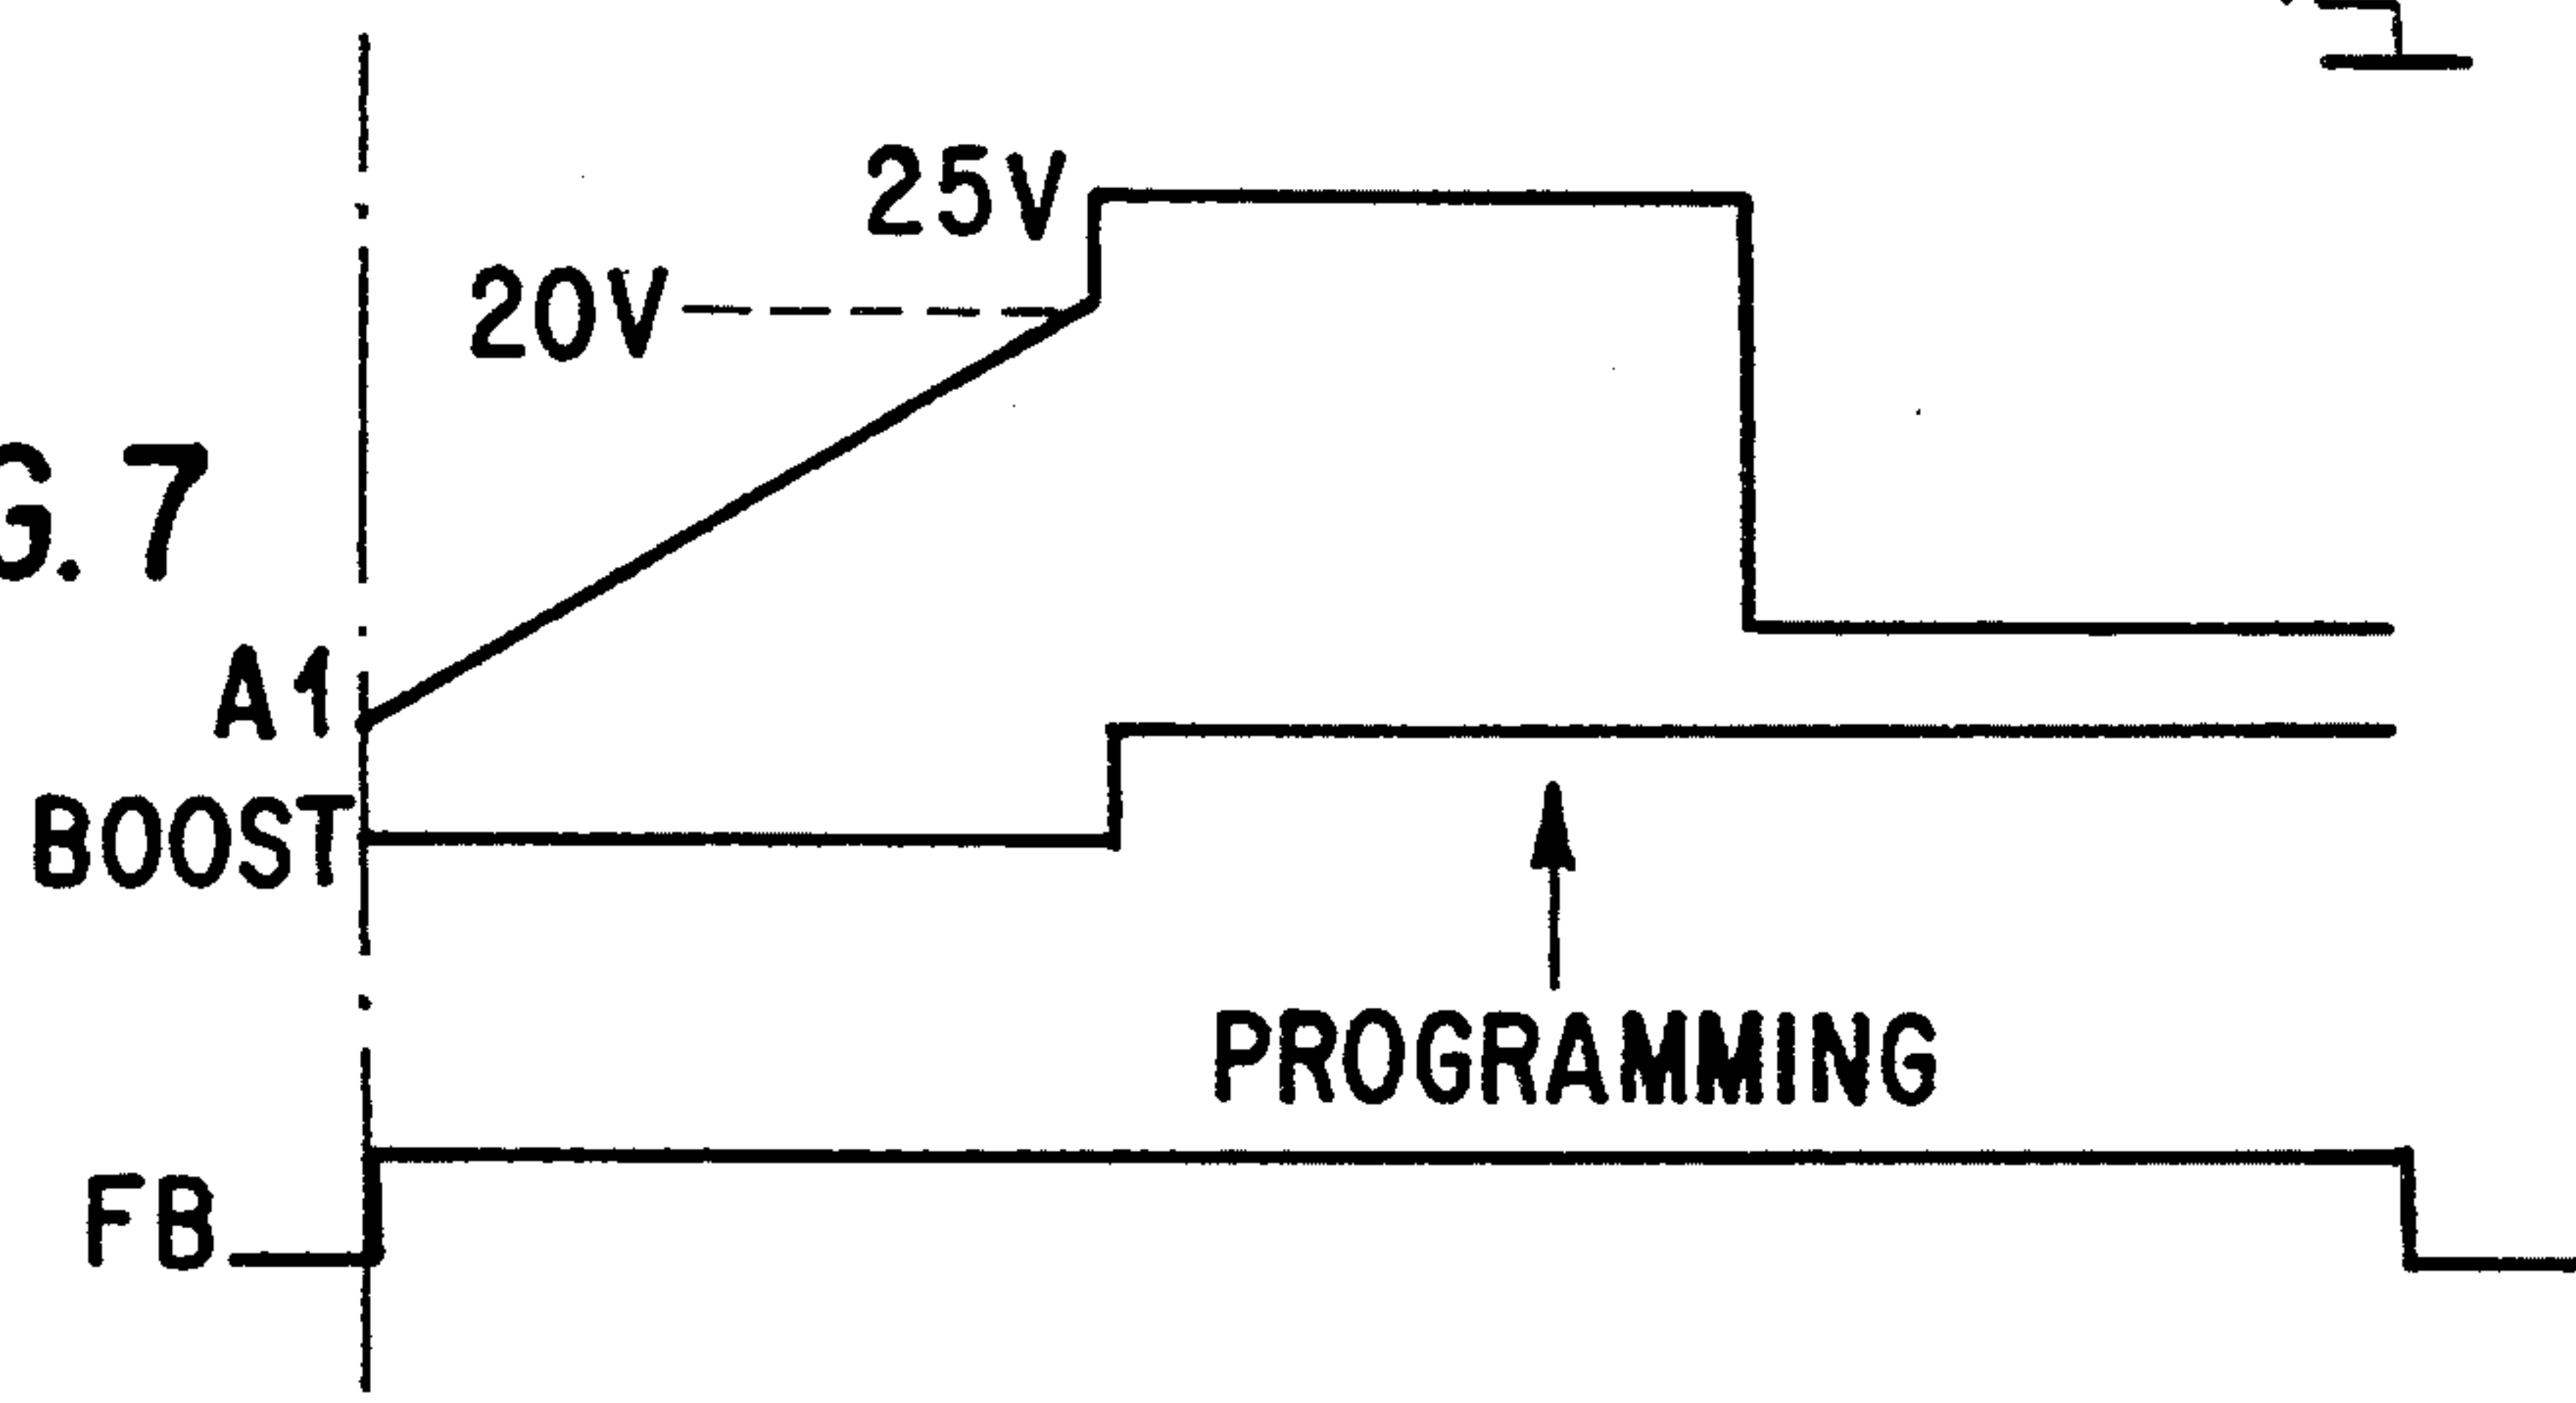 25V
20V
G. 7
A1
BOOST
PROGRAMMING
FB